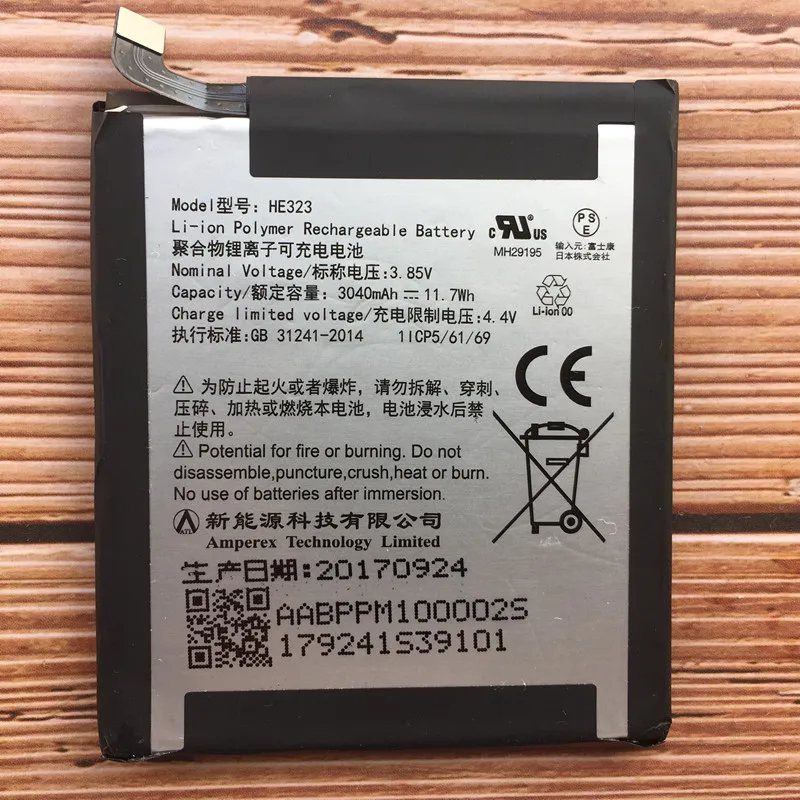 Model型号: HE323
Li-ion Polymer Rechargeable Battery
聚合物锂离子可充电电池
Nominal Voltage/标称电压:3.85V
Capacity/额定容量: 3040mAh 11.7Wh
Charge limited voltage/充电限制电压:4.4V
执行标准:GB 31241-2014 1ICP5/61/69
c RU US
MH29195
PSE
输入元:富士康
日本株式会社
Li-ion 00
CE
为防止起火或者爆炸，请勿拆解、穿刺、
压碎、加热或燃烧本电池，电池浸水后禁
止使用。
Potential for fire or burning. Do not
disassemble,puncture,crush,heat or burn.
No use of batteries after immersion.
ATL 新能源科技有限公司
Amperex Technology Limited
生产日期:20170924
AABPPM100002S
179241S39101